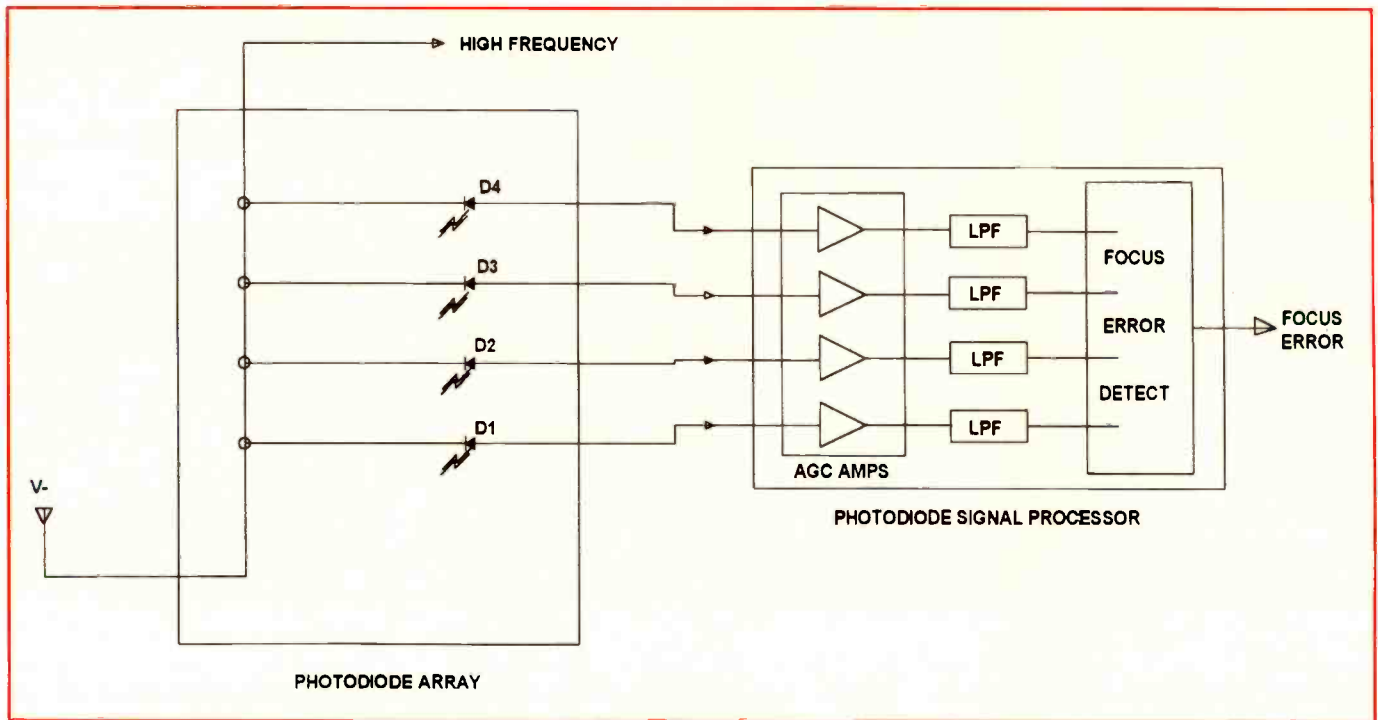 HIGH FREQUENCY
D4
D3
D2
D1
V-
PHOTODIODE ARRAY
LPF
LPF
LPF
LPF
AGC AMPS
FOCUS
ERROR
DETECT
FOCUS
ERROR
PHOTODIODE SIGNAL PROCESSOR